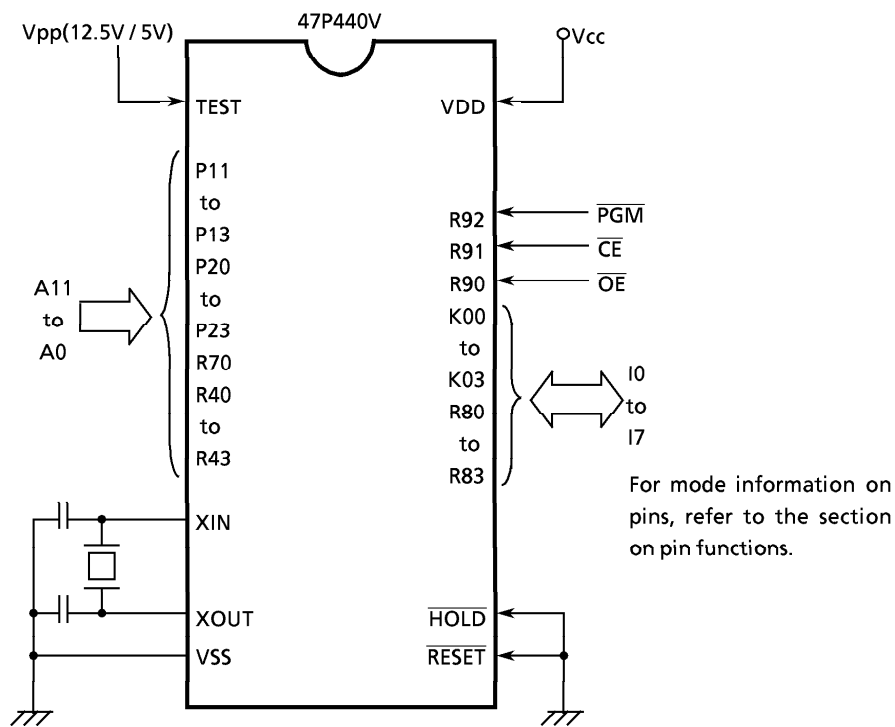 47P440V
Vpp(12.5V / 5V)
Vcc
TEST
VDD
P11
to
P13
P20
to
P23
R70
R40
to
R43
A11
to
A0
R92
PGM
R91
CE
R90
OE
K00
to
K03
R80
to
R83
I0
to
I7
For mode information on
pins, refer to the section
on pin functions.
XIN
XOUT
VSS
HOLD
RESET